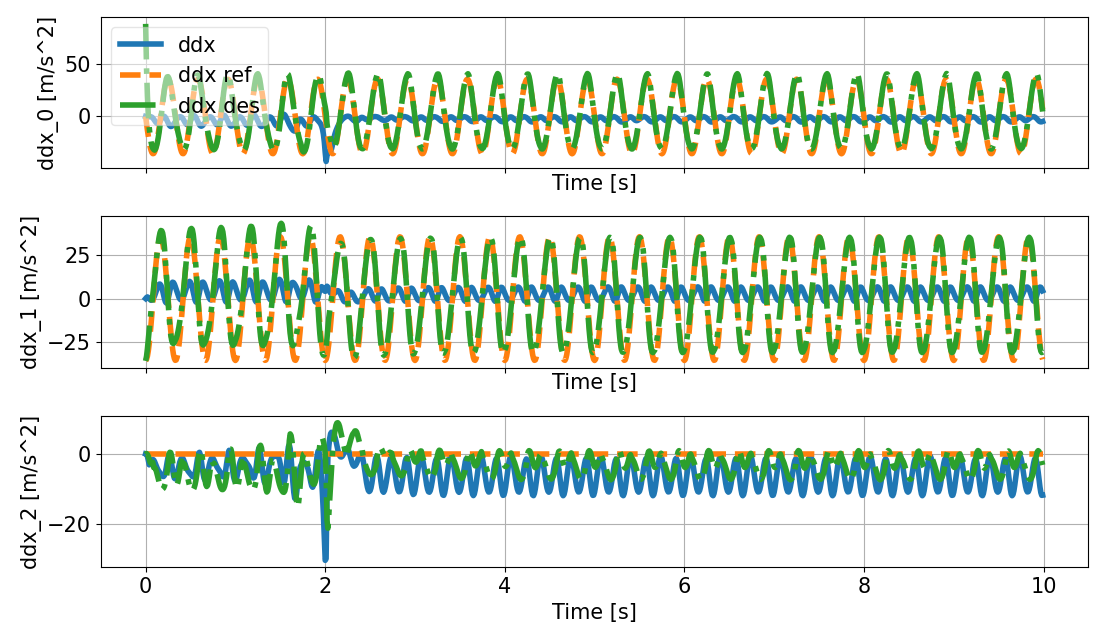 ddx_0 [m/s^2]
50
0
ddx
ddx ref
ddx des
Time [s]
ddx_1 [m/s^2]
25
0
−25
Time [s]
ddx_2 [m/s^2]
0
−20
0
2
4
6
8
10
Time [s]